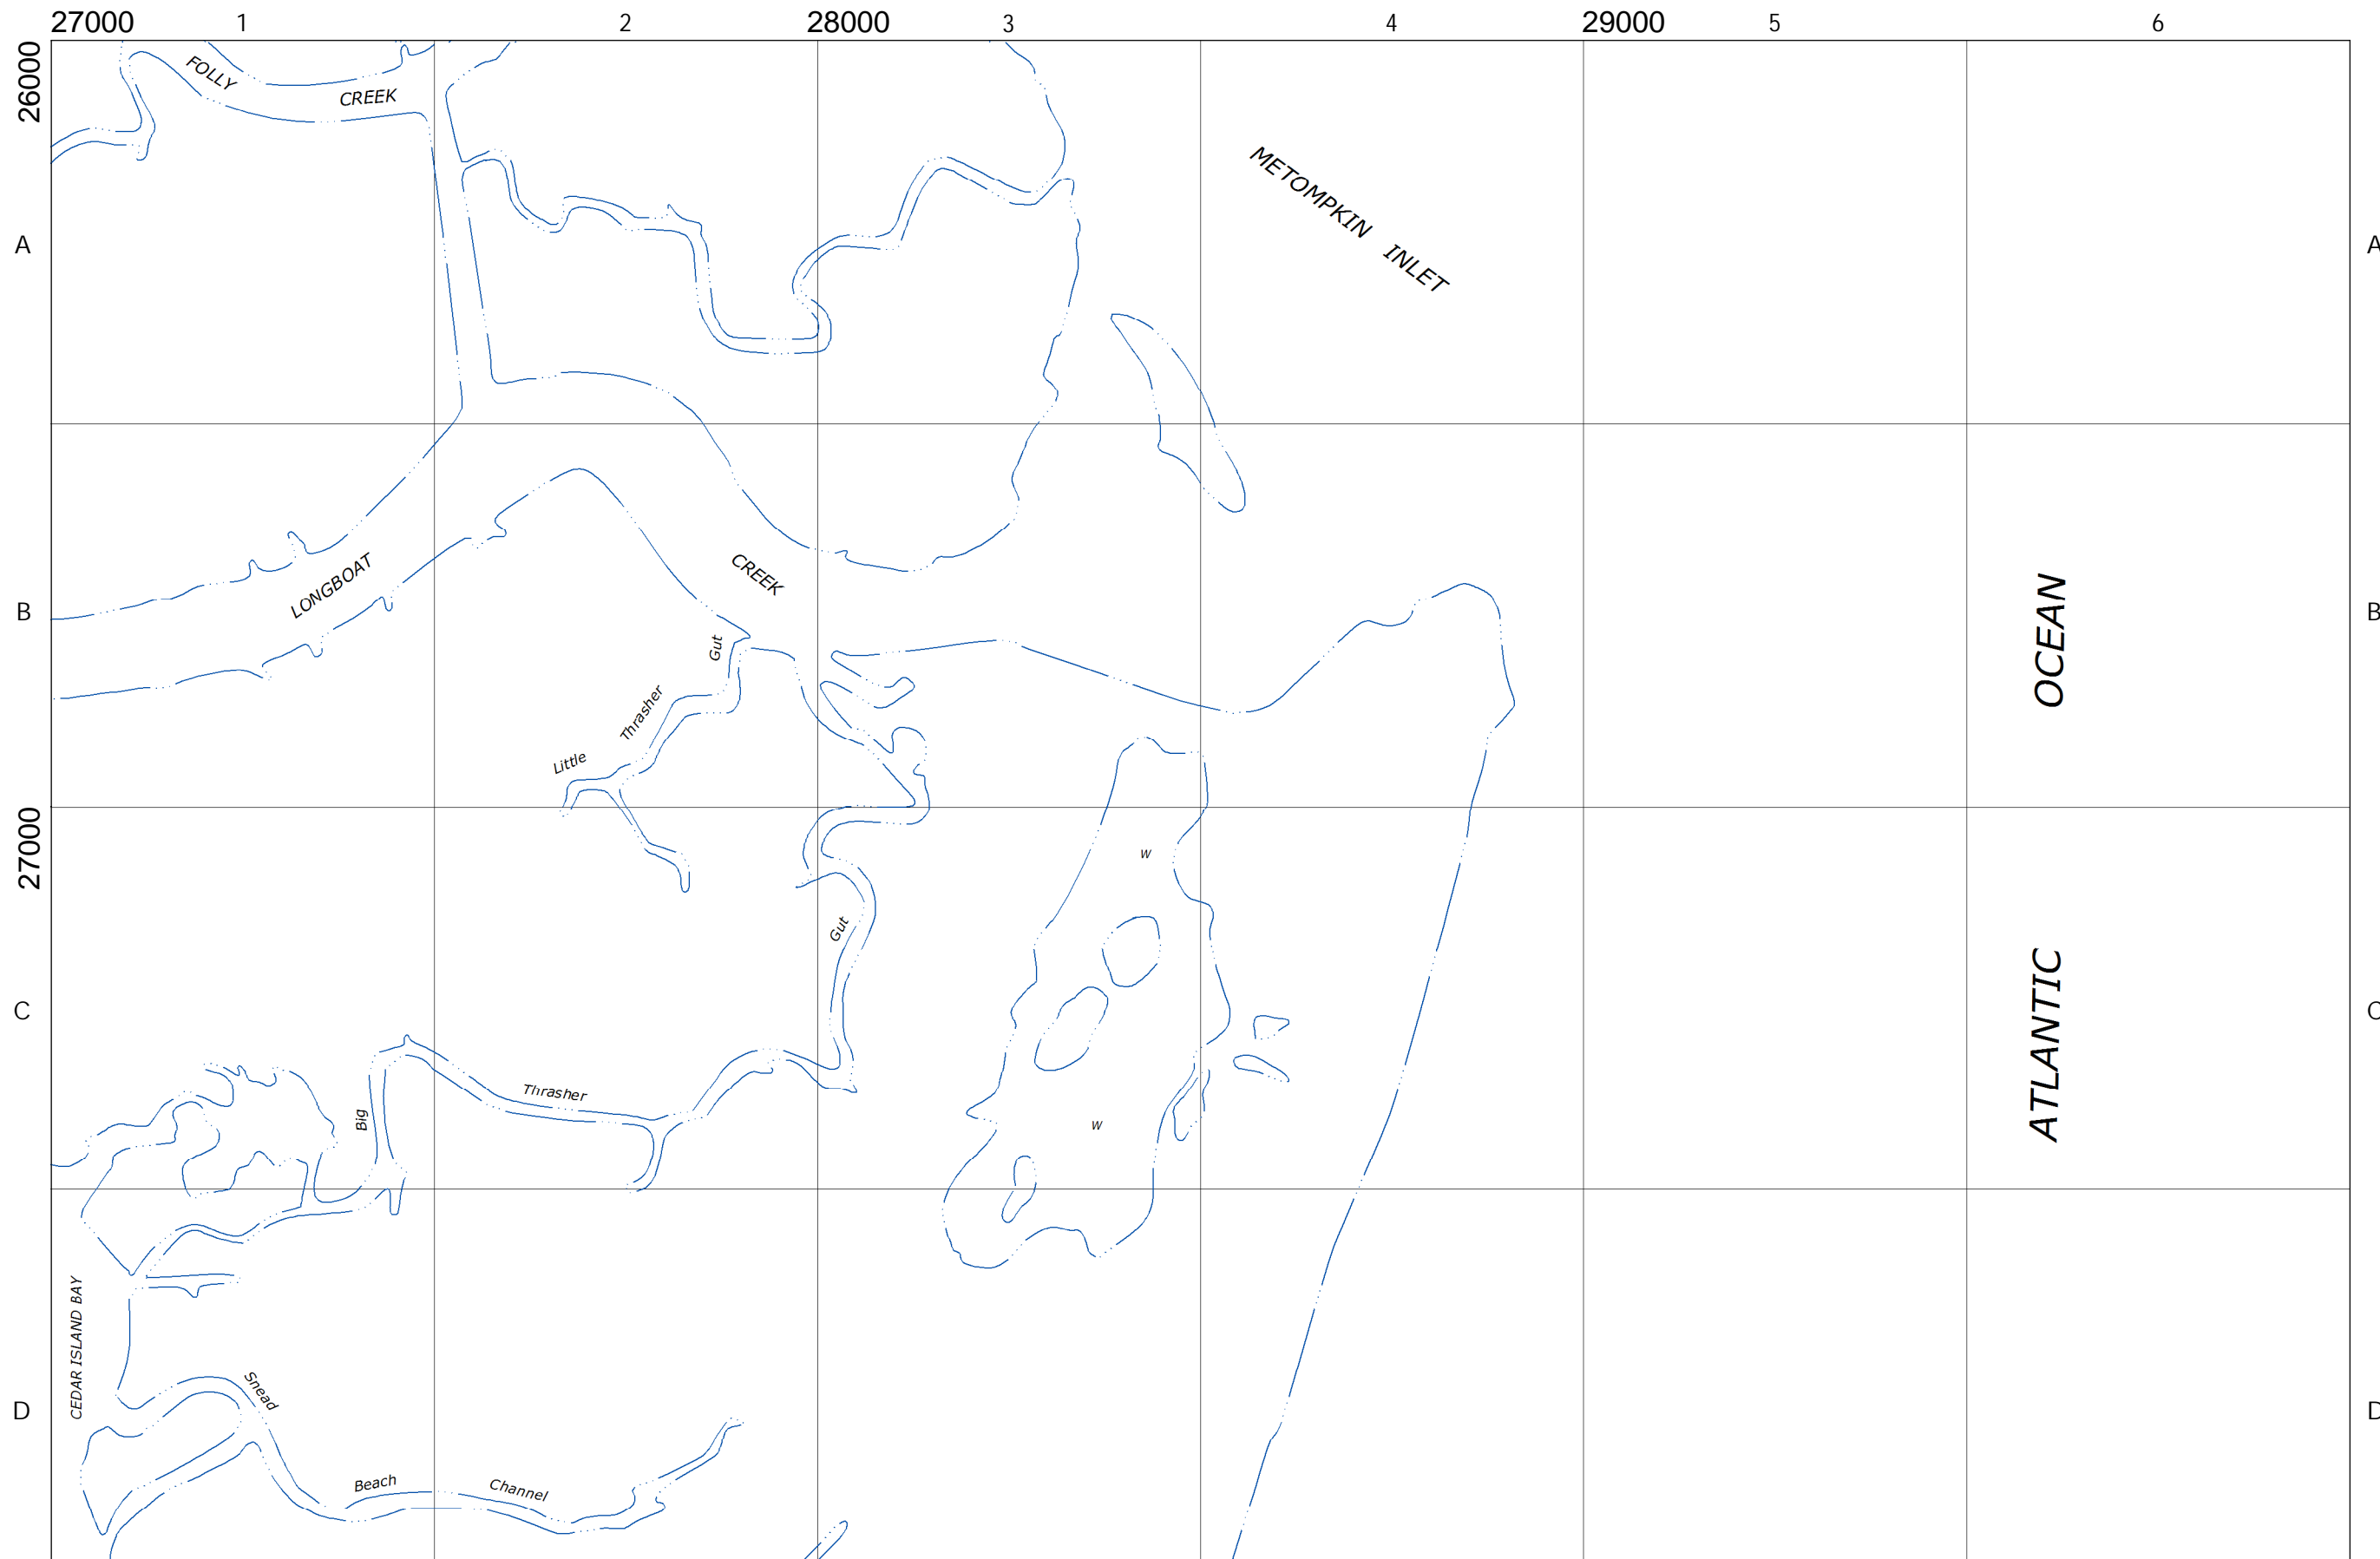 27000 1 2 28000 3 4 29000 5 6
26000
FOLLY CREEK
METOMPKIN INLET
A A
LONGBOAT CREEK
OCEAN
B B
Little Thrasher Gut
27000
W
Gut
ATLANTIC
C C
Big Thrasher
W
CEDAR ISLAND BAY
Snead
D D
Beach Channel